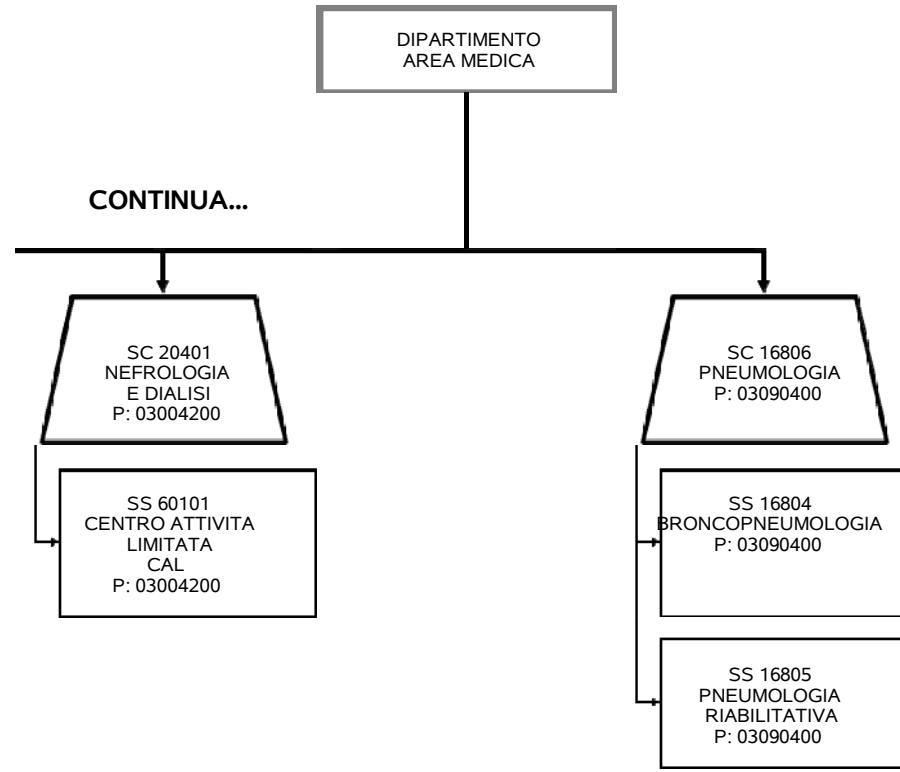 DIPARTIMENTO
AREA MEDICA
CONTINUA...
SC 20401
NEFROLOGIA
E DIALISI
P: 03004200
SS 60101
CENTRO ATTIVITA
LIMITATA
CAL
P: 03004200
SC 16806
PNEUMOLOGIA
P: 03090400
SS 16804
BRONCOPNEUMOLOGIA
P: 03090400
SS 16805
PNEUMOLOGIA
RIABILITATIVA
P: 03090400